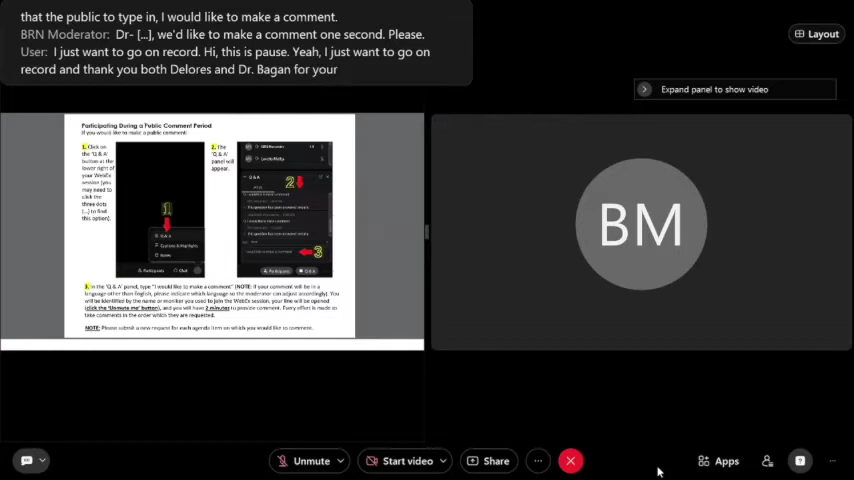 that the public to type in, I would like to make a comment.
BRN Moderator: Dr- [...], we'd like to make a comment one second. Please.
User: I just want to go on record. Hi, this is pause. Yeah, I just want to go on
record and thank you both Delores and Dr. Bagan for your
Layout
Expand panel to show video
Participating During a Public Comment Period
If you would like to make a public comment:
1. Click on
the 'Q & A'
button at the
lower right of
your WebEx
session (you
may need to
click the
three dots
(...) to find
this option).
1
Q & A
Participants
Chat
2. The
'Q & A'
panel will
appear.
Q & A
2
3
Participants
Q & A
3. In the 'Q & A' panel, type "I would like to make a comment" (NOTE: If your comment will be in a
language other than English, please indicate which language so the moderator can adjust accordingly). You
will be identified by the name or moniker you used to join the WebEx session, your line will be opened
(click the 'Unmute me' button), and you will have 2 minutes to provide comment. Every effort is made to
take comments in the order which they are requested.
NOTE: Please submit a new request for each agenda item on which you would like to comment.
BM
Unmute
Start video
Share
Apps